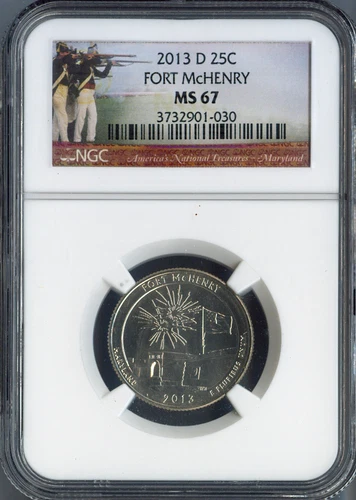 2013 D 25C
FORT McHENRY
MS 67
3732901-030
NGC
America's National Treasures - Maryland
FORT McHENRY
MARYLAND
2013
E PLURIBUS UNUM